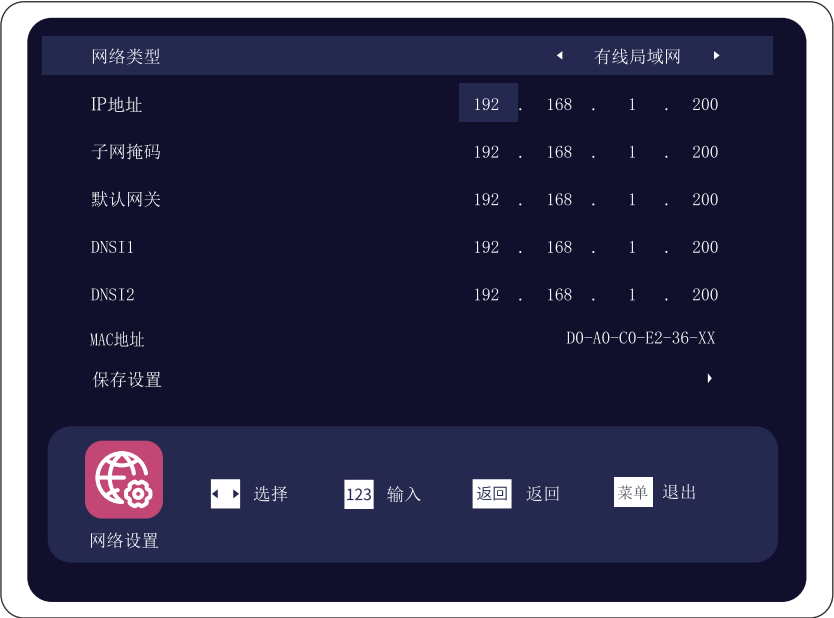 网络类型 有线局域网
IP地址 192 . 168 . 1 . 200
子网掩码 192 . 168 . 1 . 200
默认网关 192 . 168 . 1 . 200
DNSI1 192 . 168 . 1 . 200
DNSI2 192 . 168 . 1 . 200
MAC地址 D0-A0-C0-E2-36-XX
保存设置
选择 123 输入 返回 返回 菜单 退出
网络设置